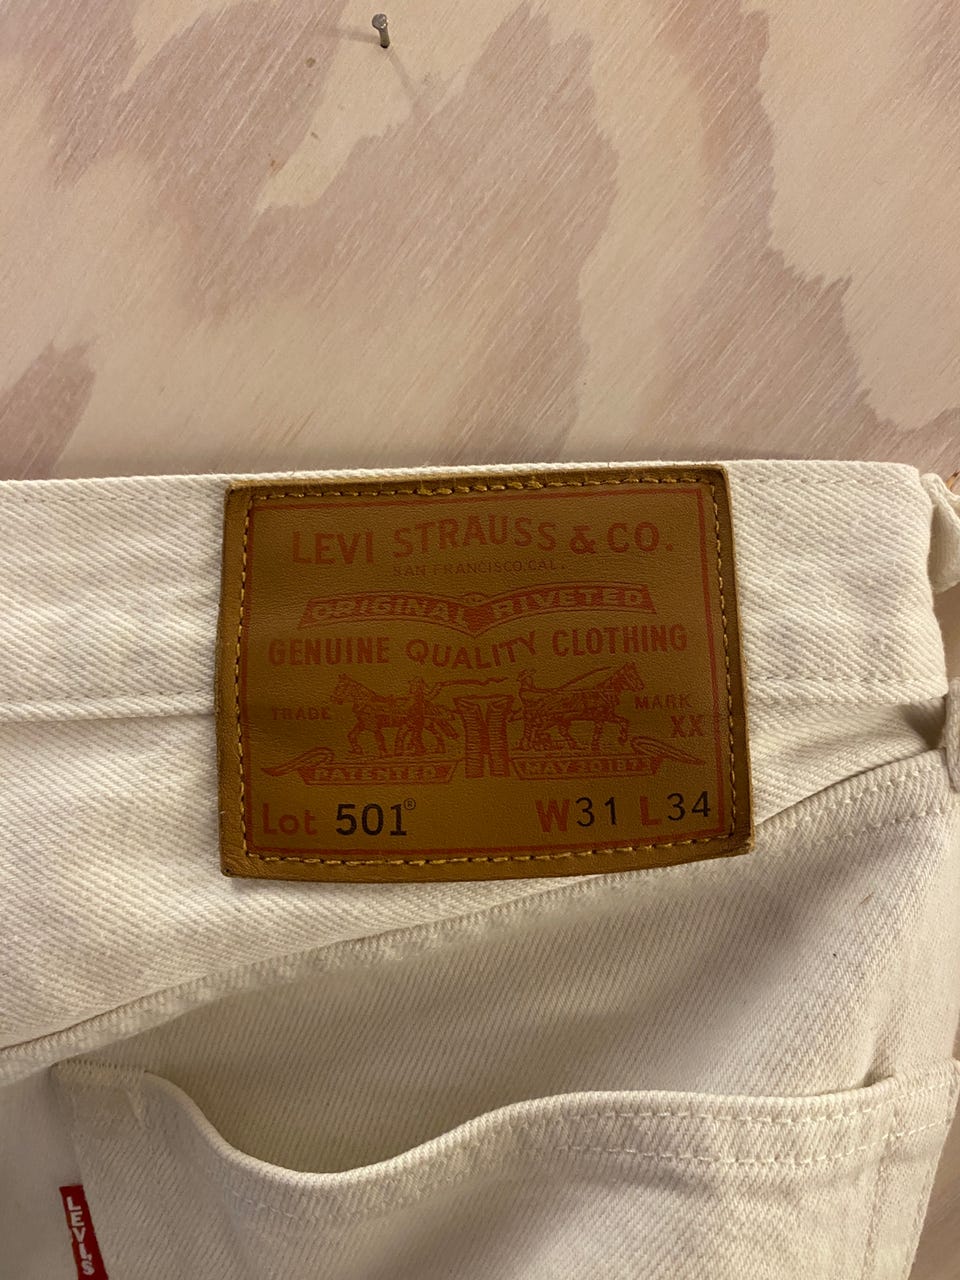 LEVI STRAUSS & CO.
SAN FRANCISCO, CAL.
ORIGINAL RIVETED
GENUINE QUALITY CLOTHING
TRADE MARK
XX
PATENTED MAY 20 1873
Lot 501® W31 L34
LEVI'S